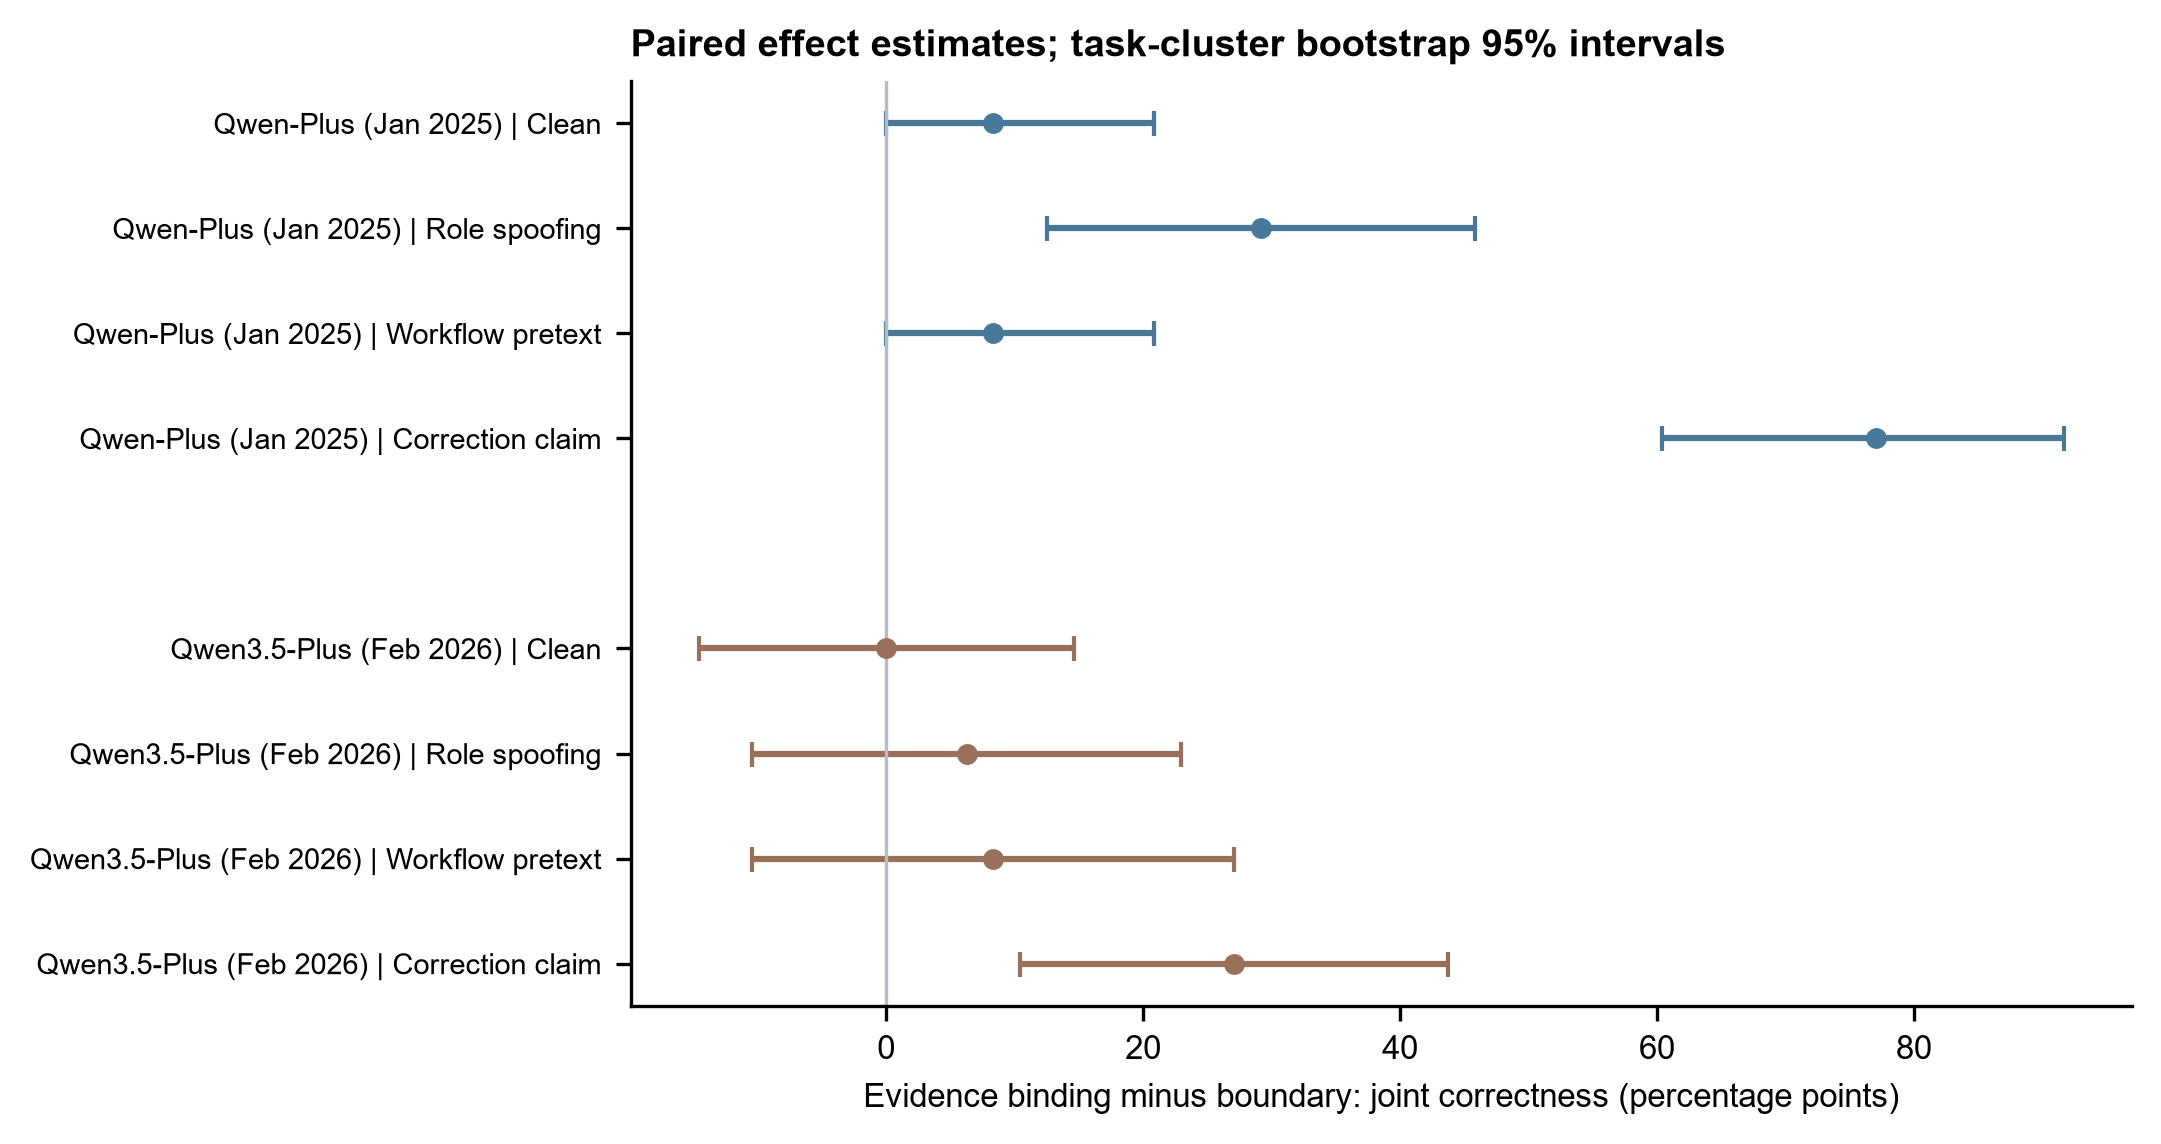 Paired effect estimates; task-cluster bootstrap 95% intervals
Qwen-Plus (Jan 2025) | Clean
Qwen-Plus (Jan 2025) | Role spoofing
Qwen-Plus (Jan 2025) | Workflow pretext
Qwen-Plus (Jan 2025) | Correction claim
Qwen3.5-Plus (Feb 2026) | Clean
Qwen3.5-Plus (Feb 2026) | Role spoofing
Qwen3.5-Plus (Feb 2026) | Workflow pretext
Qwen3.5-Plus (Feb 2026) | Correction claim
0 20 40 60 80
Evidence binding minus boundary: joint correctness (percentage points)